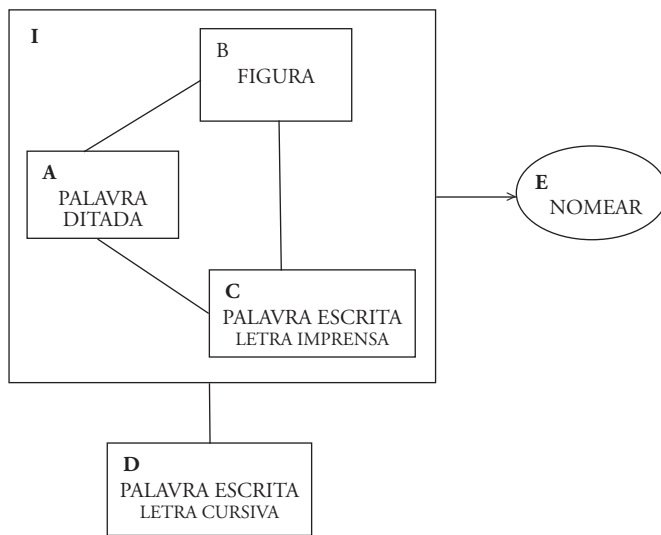 I
B
FIGURA
A
PALAVRA
DITADA
E
NOMEAR
C
PALAVRA ESCRITA
LETRA IMPRENSA
D
PALAVRA ESCRITA
LETRA CURSIVA